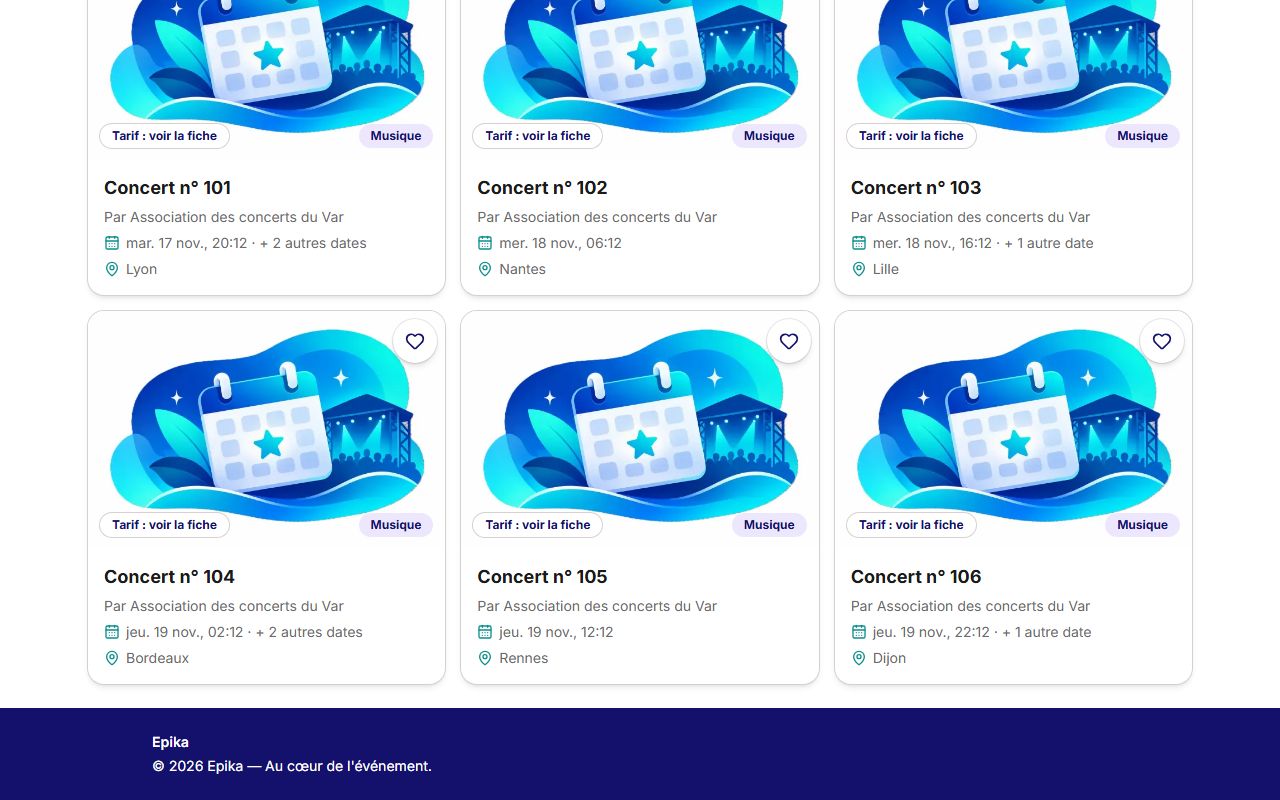 Tarif : voir la fiche
Musique
Tarif : voir la fiche
Musique
Tarif : voir la fiche
Musique
Concert n° 101
Par Association des concerts du Var
mar. 17 nov., 20:12 · + 2 autres dates
Lyon
Concert n° 102
Par Association des concerts du Var
mer. 18 nov., 06:12
Nantes
Concert n° 103
Par Association des concerts du Var
mer. 18 nov., 16:12 · + 1 autre date
Lille
Tarif : voir la fiche
Musique
Tarif : voir la fiche
Musique
Tarif : voir la fiche
Musique
Concert n° 104
Par Association des concerts du Var
jeu. 19 nov., 02:12 · + 2 autres dates
Bordeaux
Concert n° 105
Par Association des concerts du Var
jeu. 19 nov., 12:12
Rennes
Concert n° 106
Par Association des concerts du Var
jeu. 19 nov., 22:12 · + 1 autre date
Dijon
Epika
© 2026 Epika — Au cœur de l'événement.